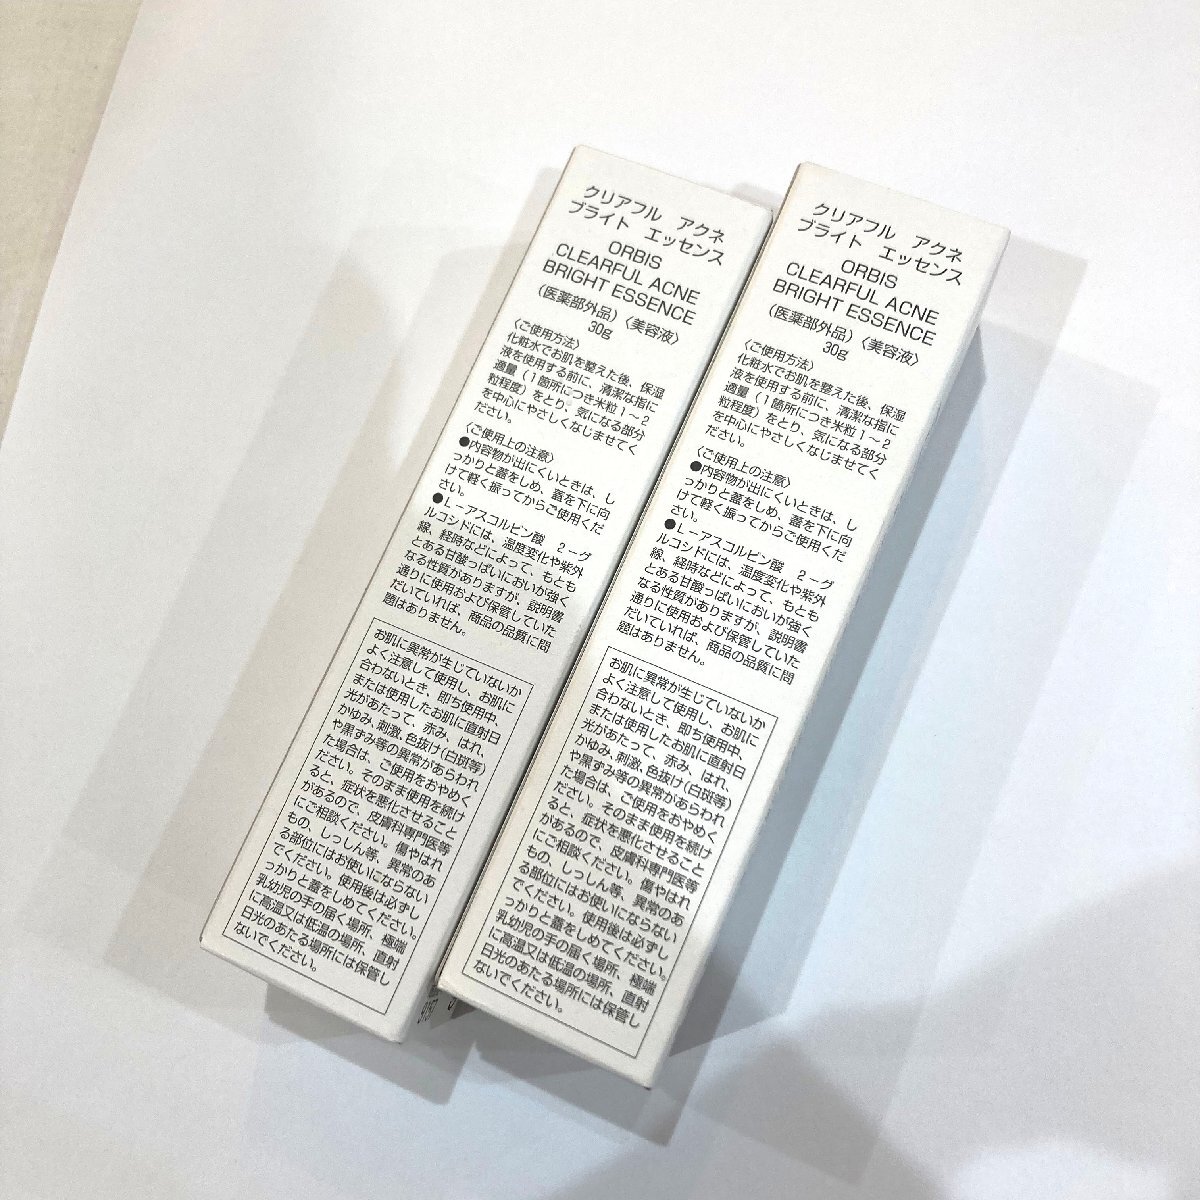 クリアフル アクネ
ブライト エッセンス
ORBIS
CLEARFUL ACNE
BRIGHT ESSENCE
(医薬部外品)〈美容液〉
30g
〈ご使用方法〉
化粧水でお肌を整えた後、保湿
液を使用する前に、清潔な指に
適量(1箇所につき米粒1~2
粒程度)をとり、気になる部分
を中心にやさしくなじませてく
ださい。
〈ご使用上の注意〉
●内容物が出にくいときは、し
っかりと蓋をしめ、蓋を下に向
けて軽く振ってからご使用くだ
さい。
●L-アスコルビン酸 2-グ
ルコシドには、温度変化や紫外
線、経時などによって、もとも
とある甘酸っぱいにおいが強く
なる性質がありますが、説明書
通りに使用および保管していた
だいていれば、商品の品質に問
題はありません。
お肌に異常が生じていないか
よく注意して使用し、お肌に
合わないとき、即ち使用中、
または使用したお肌に直射日
光があたって、赤み、はれ、
かゆみ、刺激、色抜け(白斑等)
や黒ずみ等の異常があらわれ
た場合は、ご使用をおやめく
ださい。そのまま使用を続け
ると、症状を悪化させること
があるので、皮膚科専門医等
にご相談ください。傷やはれ
もの、しっしん等、異常のあ
る部位にはお使いにならない
でください。使用後は必ずし
っかりと蓋をしめてください。
乳幼児の手の届く場所、極端
に高温又は低温の場所、直射
日光のあたる場所には保管し
ないでください。
クリアフル アクネ
ブライト エッセンス
ORBIS
CLEARFUL ACNE
BRIGHT ESSENCE
(医薬部外品)〈美容液〉
30g
〈ご使用方法〉
化粧水でお肌を整えた後、保湿
液を使用する前に、清潔な指に
適量(1箇所につき米粒1~2
粒程度)をとり、気になる部分
を中心にやさしくなじませてく
ださい。
〈ご使用上の注意〉
●内容物が出にくいときは、し
っかりと蓋をしめ、蓋を下に向
けて軽く振ってからご使用くだ
さい。
●L-アスコルビン酸 2-グ
ルコシドには、温度変化や紫外
線、経時などによって、もとも
とある甘酸っぱいにおいが強く
なる性質がありますが、説明書
通りに使用および保管していた
だいていれば、商品の品質に問
題はありません。
お肌に異常が生じていないか
よく注意して使用し、お肌に
合わないとき、即ち使用中、
または使用したお肌に直射日
光があたって、赤み、はれ、
かゆみ、刺激、色抜け(白斑等)
や黒ずみ等の異常があらわれ
た場合は、ご使用をおやめく
ださい。そのまま使用を続け
ると、症状を悪化させること
があるので、皮膚科専門医等
にご相談ください。傷やはれ
もの、しっしん等、異常のあ
る部位にはお使いにならない
でください。使用後は必ずし
っかりと蓋をしめてください。
乳幼児の手の届く場所、極端
に高温又は低温の場所、直射
日光のあたる場所には保管し
ないでください。